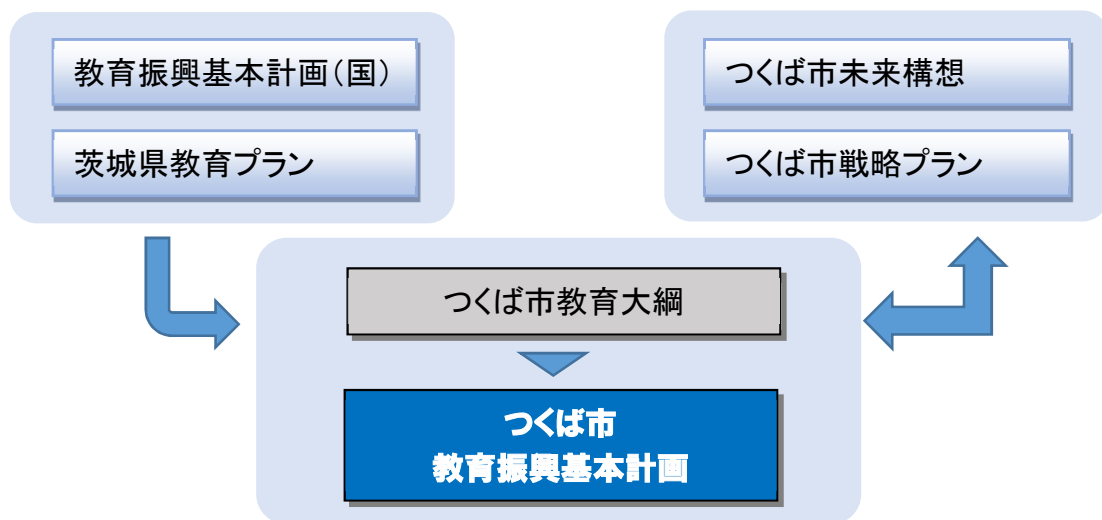 教育振興基本計画（国）
茨城県教育プラン
つくば市未来構想
つくば市戦略プラン
つくば市教育大綱
つくば市
教育振興基本計画